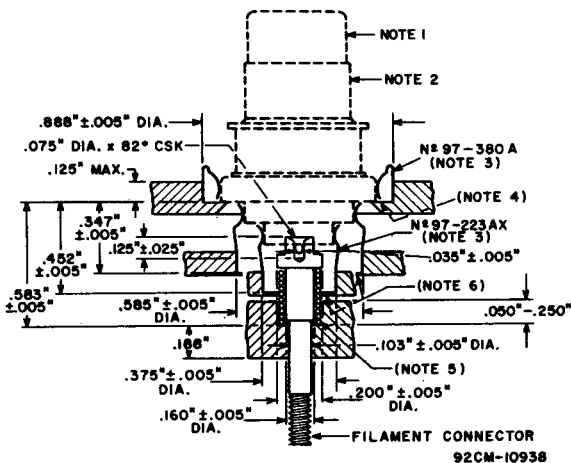 NOTE 1
NOTE 2
.888"±.005" DIA.
.075" DIA. x 82° CSK
Nº 97-380A
(NOTE 3)
.125" MAX.
(NOTE 4)
.347"
±.005"
Nº 97-223AX
(NOTE 3)
.125"±.025"
.035"±.005"
.452"
±.005"
.583"
±.005"
(NOTE 6)
.585"±.005"
DIA.
.050"-.250"
.166"
.103"±.005" DIA.
(NOTE 5)
.375"±.005"
DIA.
.200"±.005"
DIA.
.160"±.005"
DIA.
FILAMENT CONNECTOR
92CM-10938